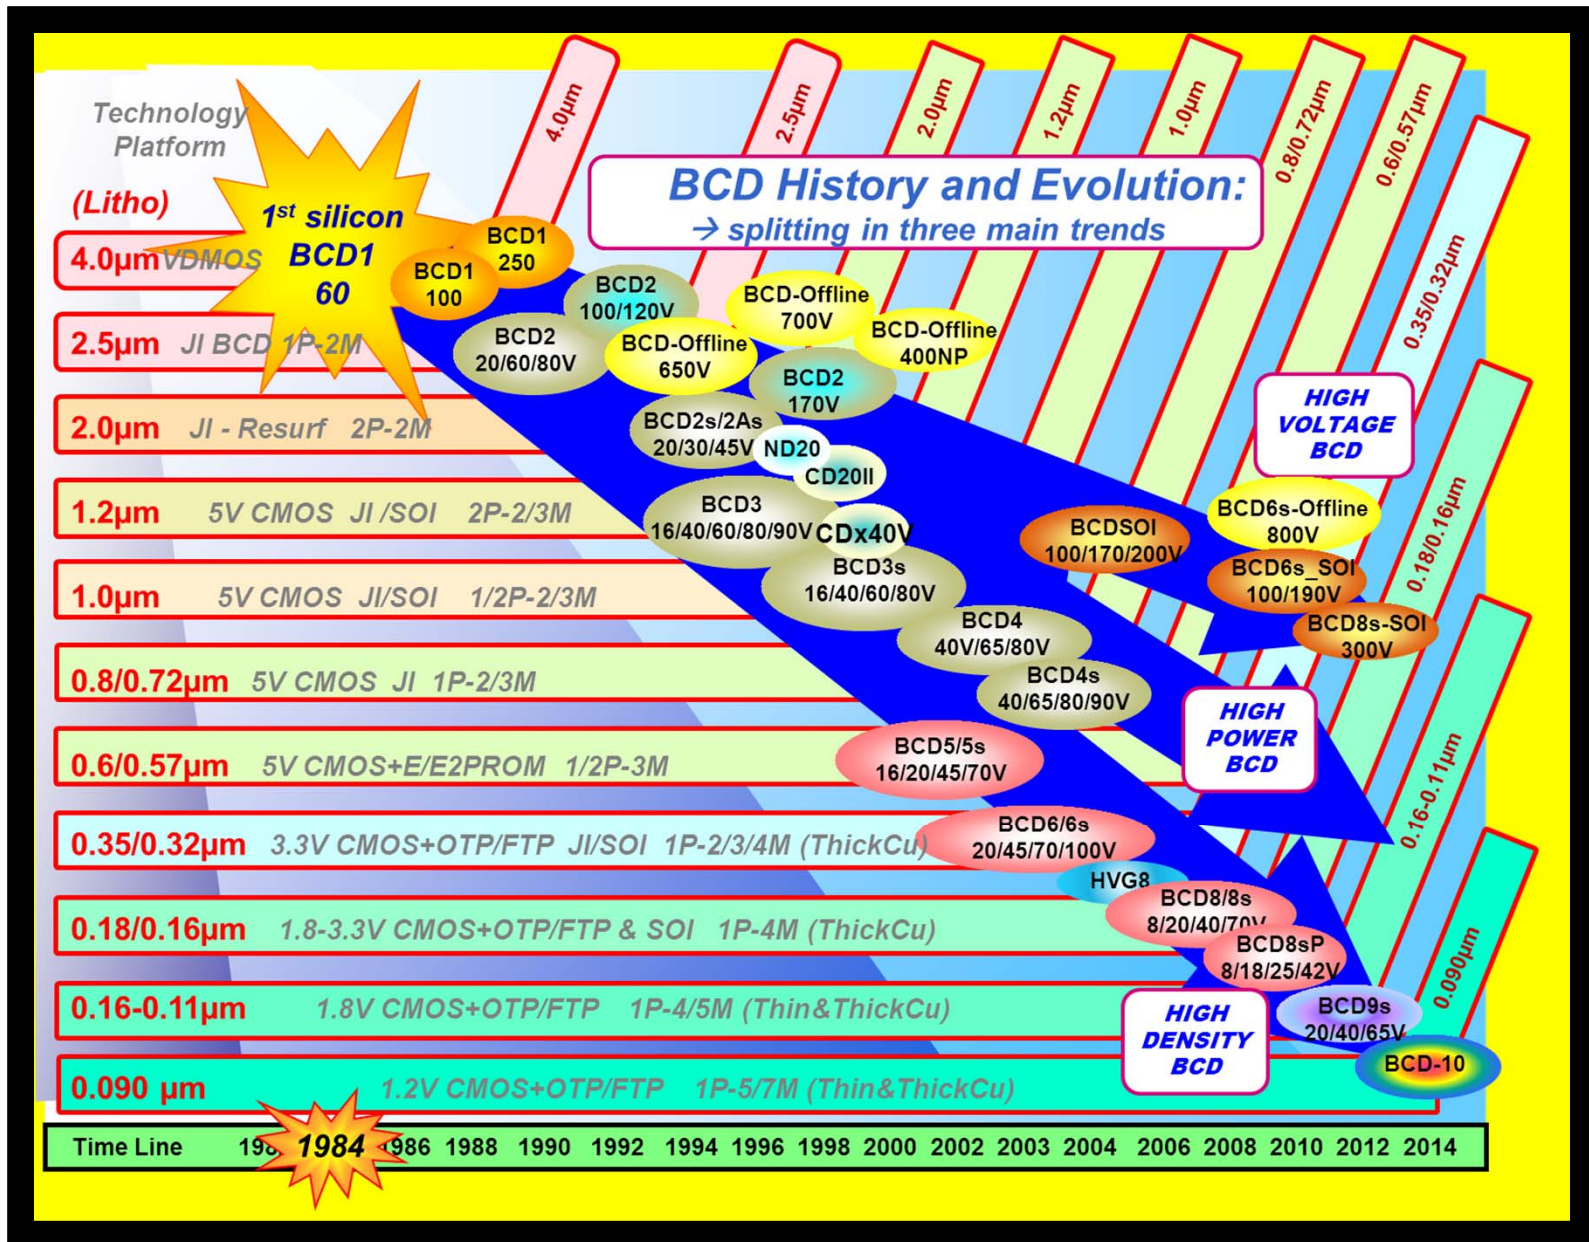 Technology
Platform
(Litho)
4.0µm
2.5µm
2.0µm
1.2µm
1.0µm
0.8/0.72µm
0.6/0.57µm
0.35/0.32µm
0.18/0.16µm
0.16-0.11µm
0.090µm
BCD History and Evolution:
→ splitting in three main trends
1st silicon
BCD1
60
4.0µm VDMOS
BCD1
100
BCD1
250
BCD2
100/120V
BCD-Offline
700V
BCD-Offline
400NP
2.5µm JI BCD 1P-2M
BCD2
20/60/80V
BCD-Offline
650V
BCD2
170V
HIGH
VOLTAGE
BCD
2.0µm JI - Resurf 2P-2M
BCD2s/2As
20/30/45V
ND20
CD20II
1.2µm 5V CMOS JI /SOI 2P-2/3M
BCD3
16/40/60/80/90V
CDx40V
BCDSOI
100/170/200V
BCD6s-Offline
800V
1.0µm 5V CMOS JI/SOI 1/2P-2/3M
BCD3s
16/40/60/80V
BCD6s_SOI
100/190V
BCD4
40V/65/80V
BCD8s-SOI
300V
0.8/0.72µm 5V CMOS JI 1P-2/3M
BCD4s
40/65/80/90V
HIGH
POWER
BCD
0.6/0.57µm 5V CMOS+E/E2PROM 1/2P-3M
BCD5/5s
16/20/45/70V
0.35/0.32µm 3.3V CMOS+OTP/FTP JI/SOI 1P-2/3/4M (ThickCu)
BCD6/6s
20/45/70/100V
HVG8
0.18/0.16µm 1.8-3.3V CMOS+OTP/FTP & SOI 1P-4M (ThickCu)
BCD8/8s
8/20/40/70V
BCD8sP
8/18/25/42V
0.16-0.11µm 1.8V CMOS+OTP/FTP 1P-4/5M (Thin&ThickCu)
HIGH
DENSITY
BCD
BCD9s
20/40/65V
0.090 µm 1.2V CMOS+OTP/FTP 1P-5/7M (Thin&ThickCu)
BCD-10
Time Line 1984 1986 1988 1990 1992 1994 1996 1998 2000 2002 2003 2004 2006 2008 2010 2012 2014